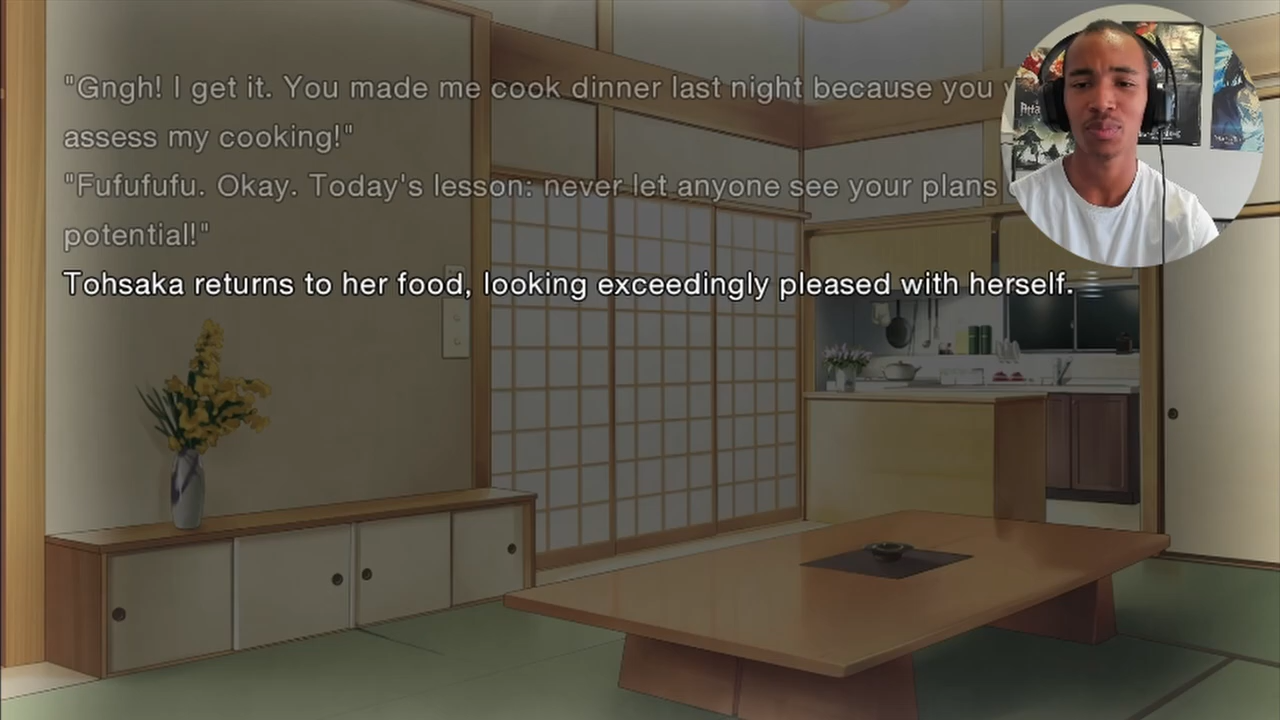 "Gngh! I get it. You made me cook dinner last night because you
assess my cooking!"
"Fufufufu. Okay. Today's lesson: never let anyone see your plans
potential!"
Tohsaka returns to her food, looking exceedingly pleased with herself.